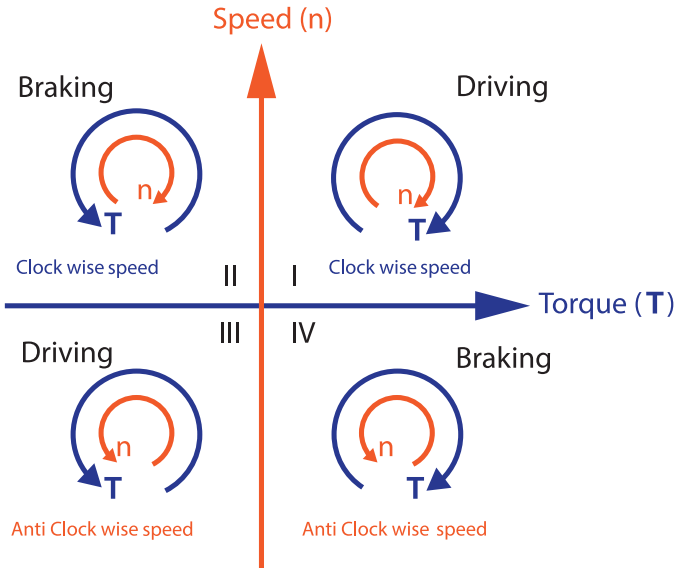 Speed (n)
Braking
Driving
n
T
n
T
Clock wise speed
Clock wise speed
II
I
Torque (T)
III
IV
Driving
Braking
n
T
n
T
Anti Clock wise speed
Anti Clock wise speed